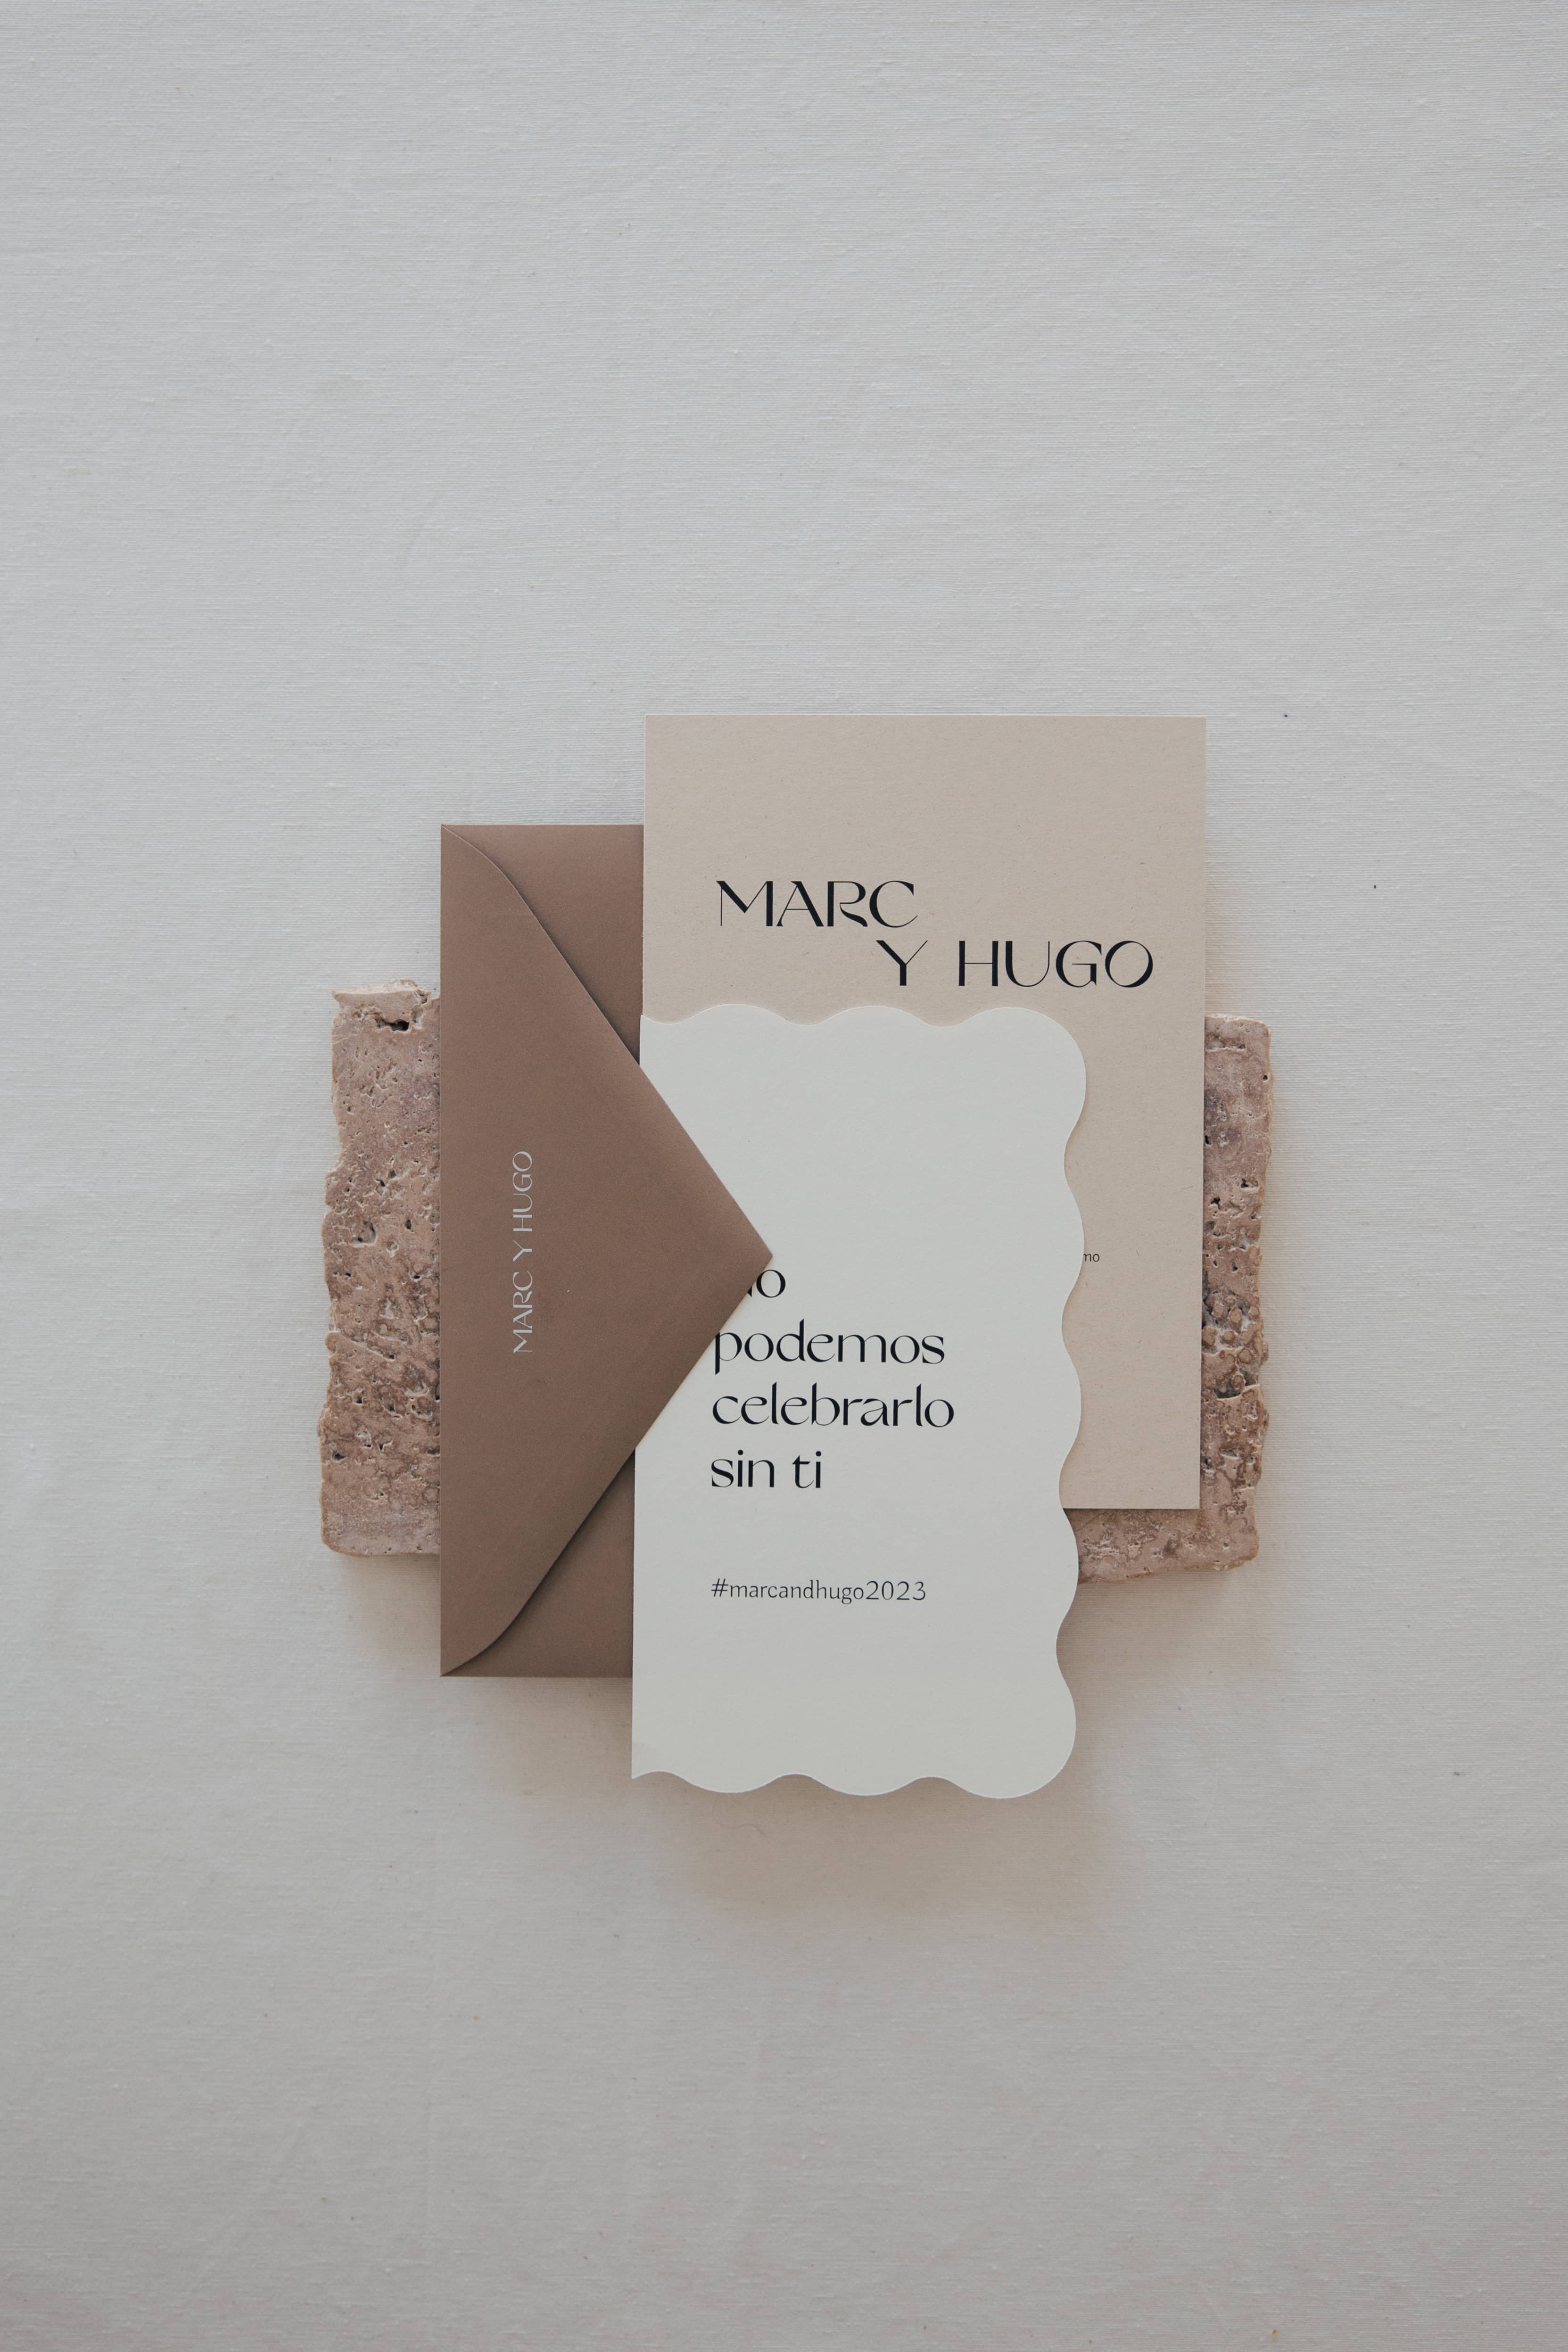 MARC
Y HUGO
MARC Y HUGO
podemos
celebrarlo
sin ti
#marcandhugo2023